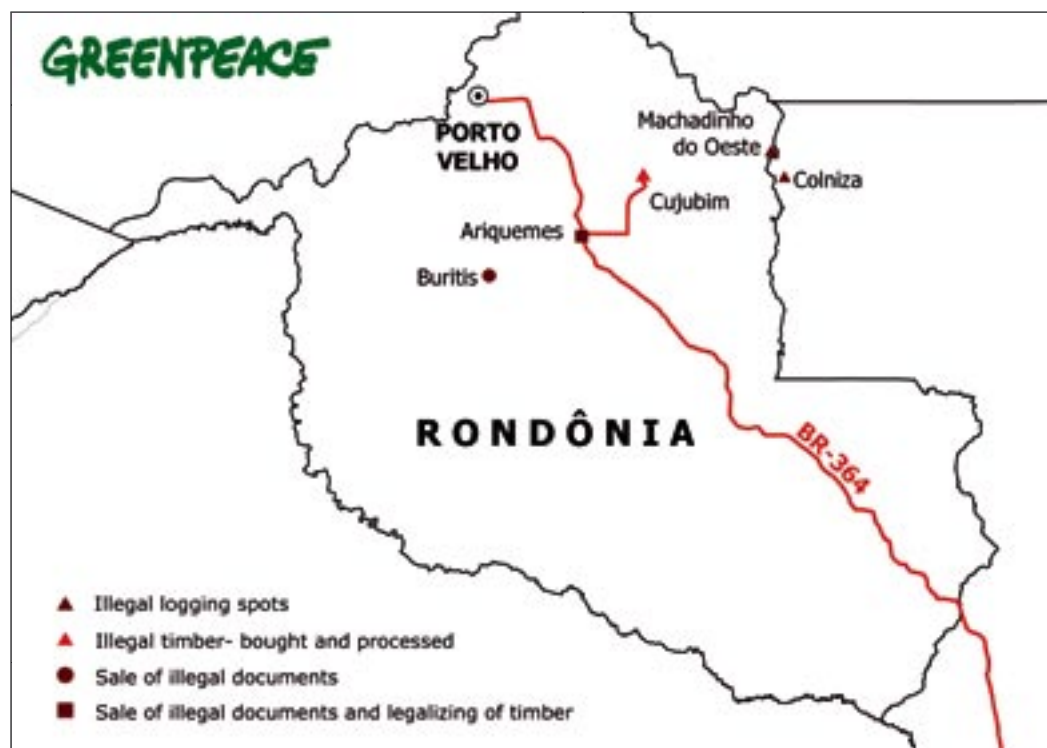 GREENPEACE
PORTO
VELHO
Machadinho
do Oeste
Colniza
Cujubim
Ariquemes
Buritis
RONDÔNIA
BR-364
Illegal logging spots
Illegal timber- bought and processed
Sale of illegal documents
Sale of illegal documents and legalizing of timber